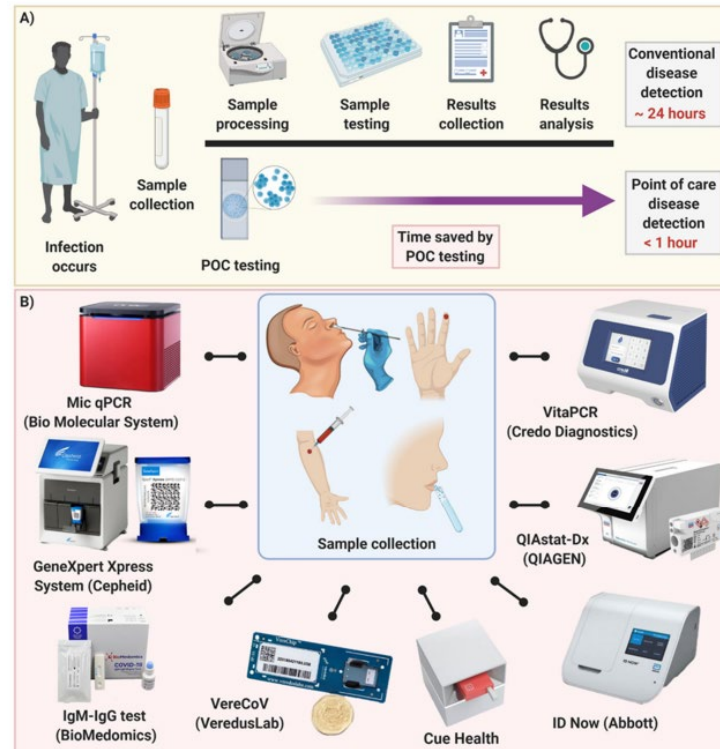 A)
Sample
processing
Sample
testing
Results
collection
Results
analysis
Conventional
disease
detection
~ 24 hours
Sample
collection
Infection
occurs
POC testing
Time saved by
POC testing
Point of care
disease
detection
< 1 hour
B)
Mic qPCR
(Bio Molecular System)
VitaPCR
(Credo Diagnostics)
GeneXpert Xpress
System (Cepheid)
Sample collection
QIAstat-Dx
(QIAGEN)
BioMedomics
COVID-19
IgM-IgG test
(BioMedomics)
VereCoV
(VeredusLab)
Cue Health
ID Now (Abbott)